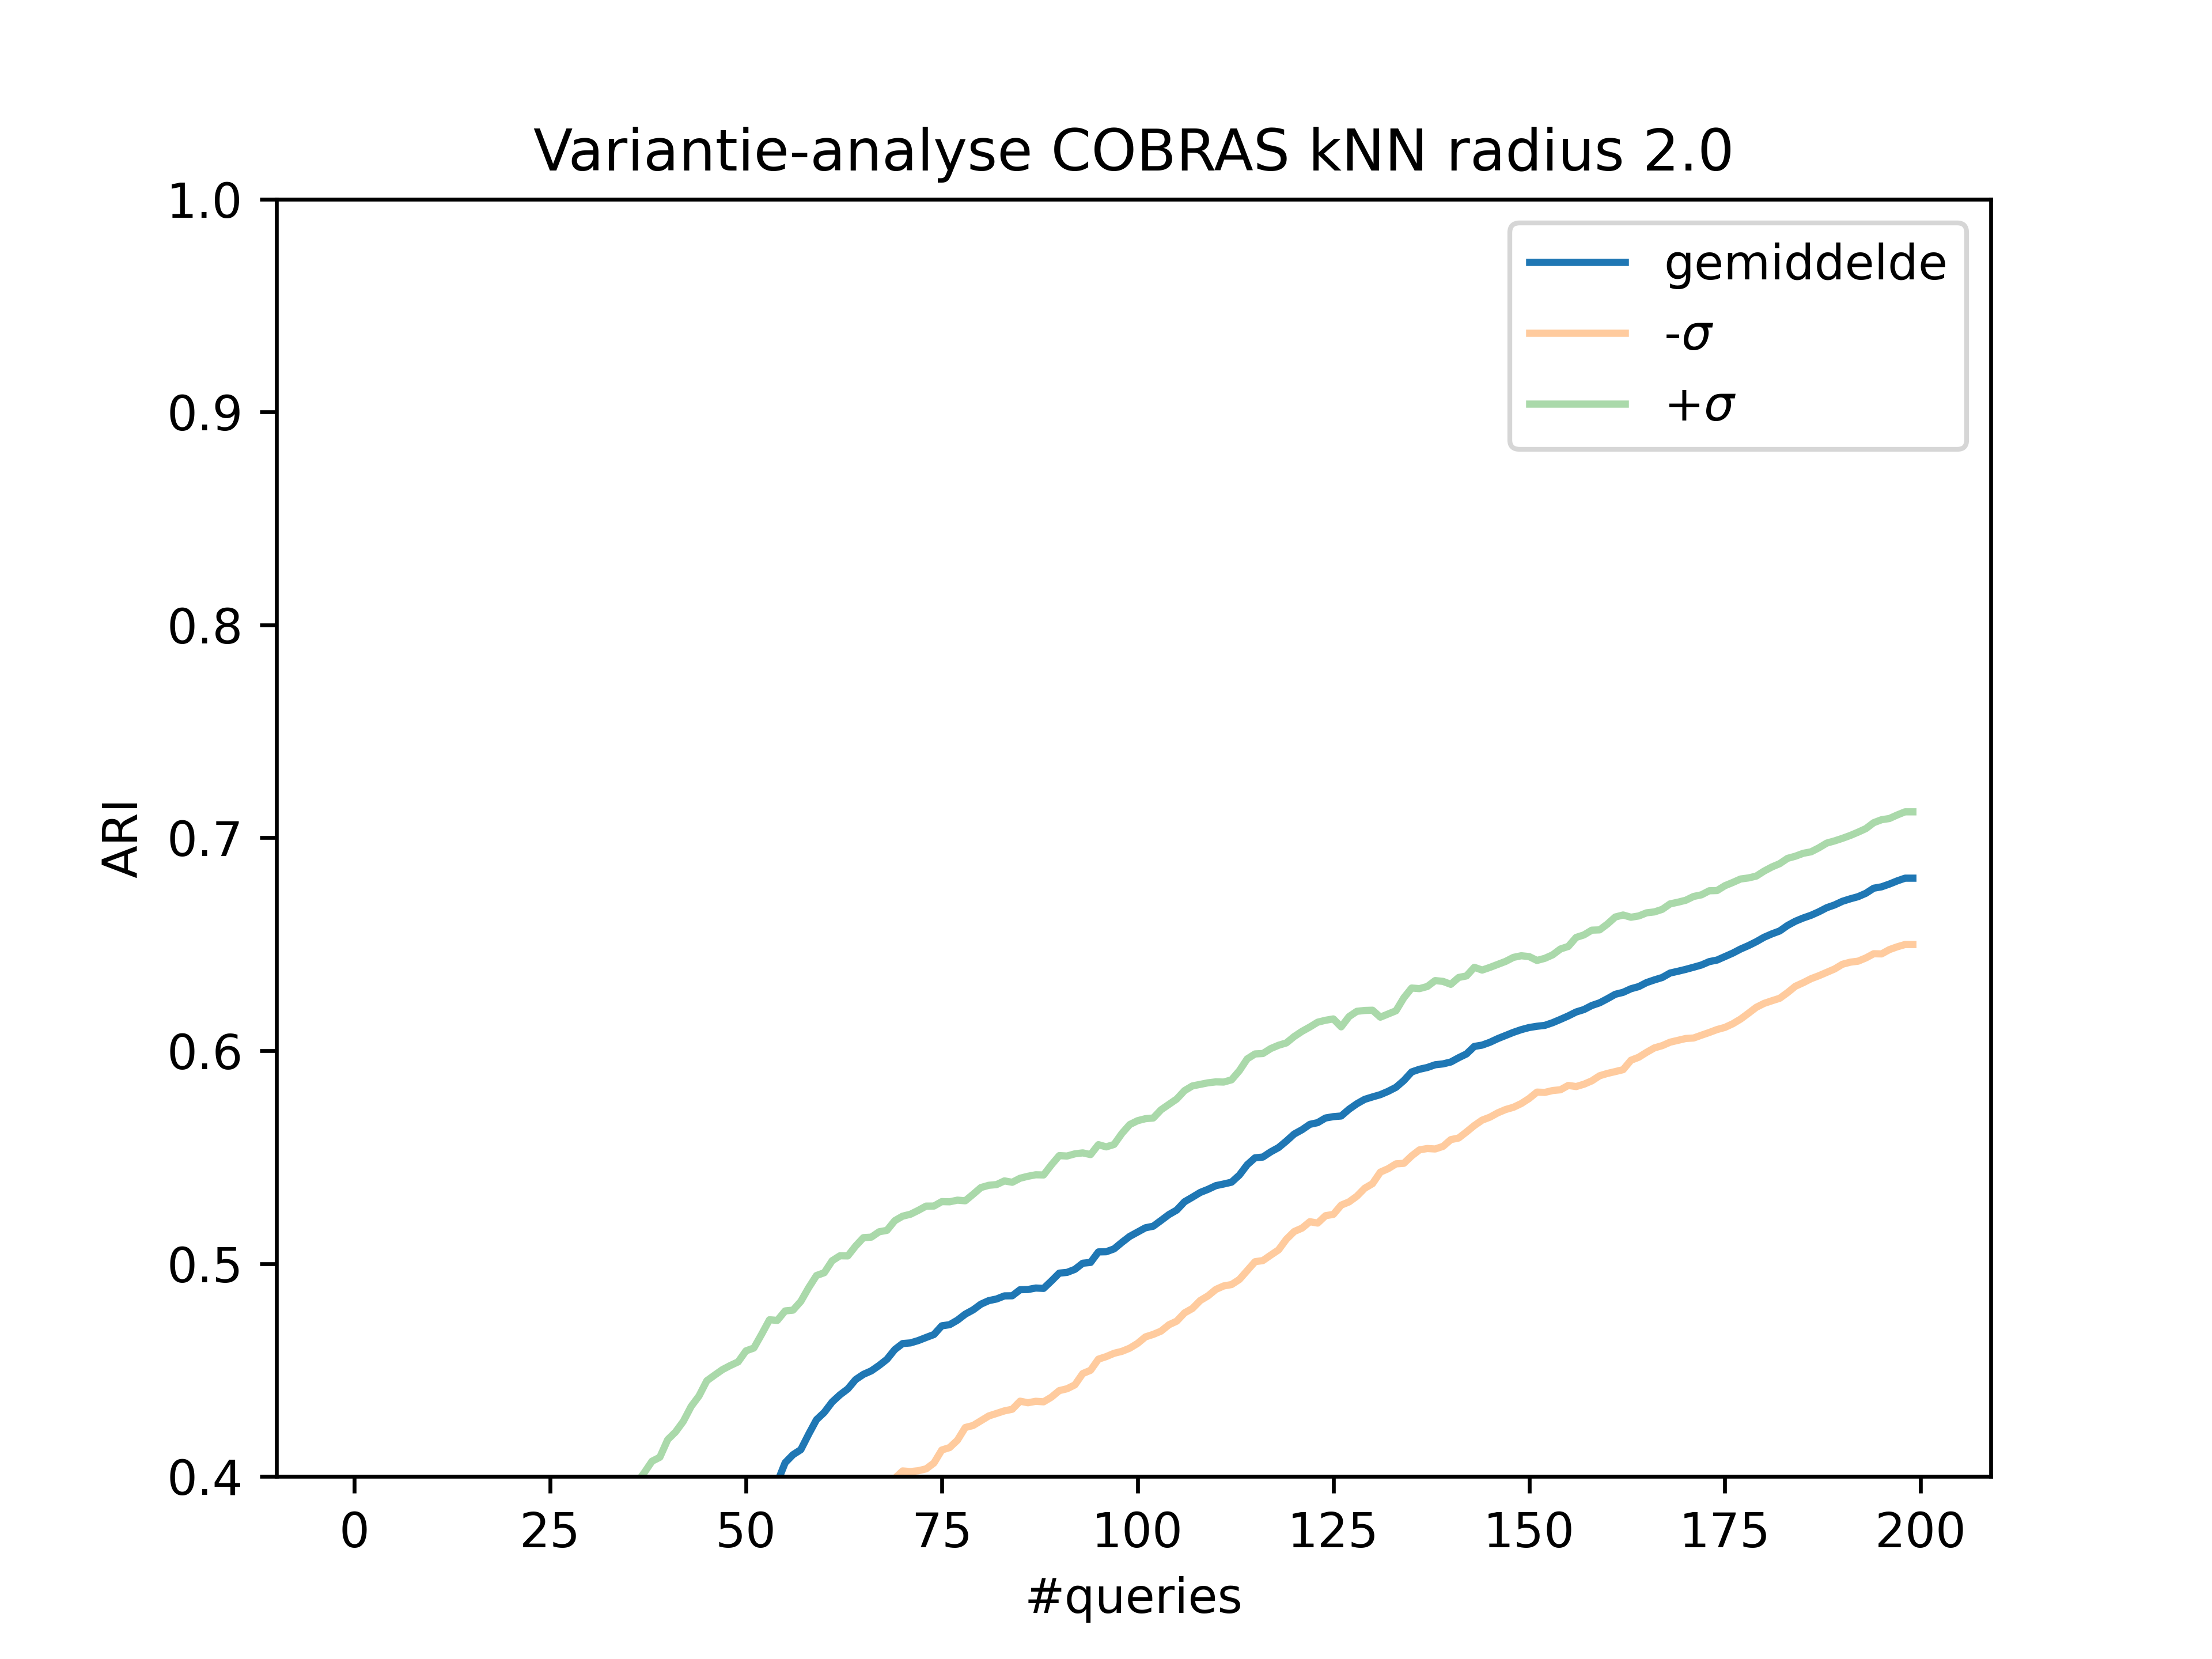 Variantie-analyse COBRAS kNN radius 2.0
1.0
0.9
0.8
0.7
0.6
0.5
0.4
ARI
gemiddelde
-σ
+σ
0 25 50 75 100 125 150 175 200
#queries